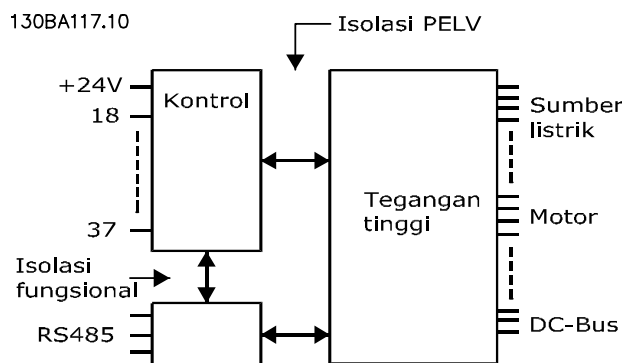 130BA117.10
Isolasi PELV
+24V
18
37
Kontrol
Tegangan
tinggi
Sumber
listrik
Motor
DC-Bus
Isolasi
fungsional
RS485